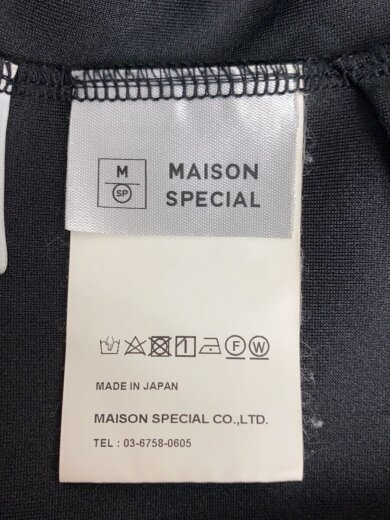 M
SP
MAISON
SPECIAL
F W
MADE IN JAPAN
MAISON SPECIAL CO.,LTD.
TEL : 03-6758-0605